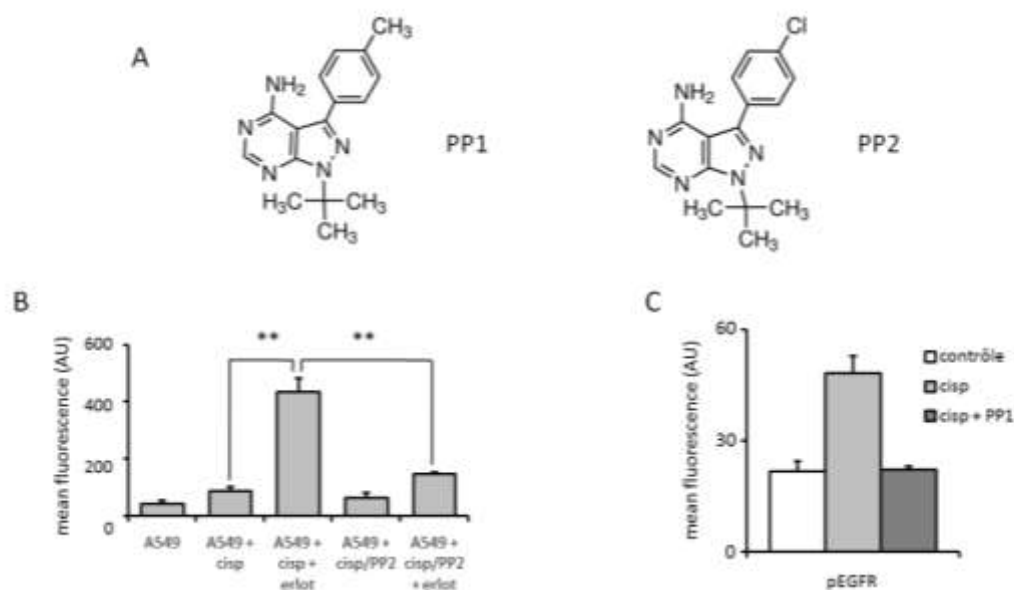 A
CH₃
NH₂
N
N
N
N
H₃C
CH₃
CH₃
PP1
Cl
NH₂
N
N
N
N
H₃C
CH₃
CH₃
PP2
B
mean fluorescence (AU)
600
400
200
0
**
**
A549
A549 +
cisp
A549 +
cisp +
erlot
A549 +
cisp/PP2
A549 +
cisp/PP2
+ erlot
C
mean fluorescence (AU)
60
30
0
contrôle
cisp
cisp + PP1
pEGFR